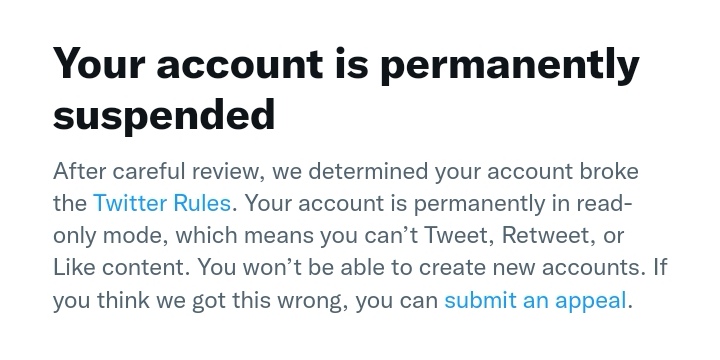 Your account is permanently
suspended
After careful review, we determined your account broke
the Twitter Rules. Your account is permanently in read-
only mode, which means you can’t Tweet, Retweet, or
Like content. You won’t be able to create new accounts. If
you think we got this wrong, you can submit an appeal.